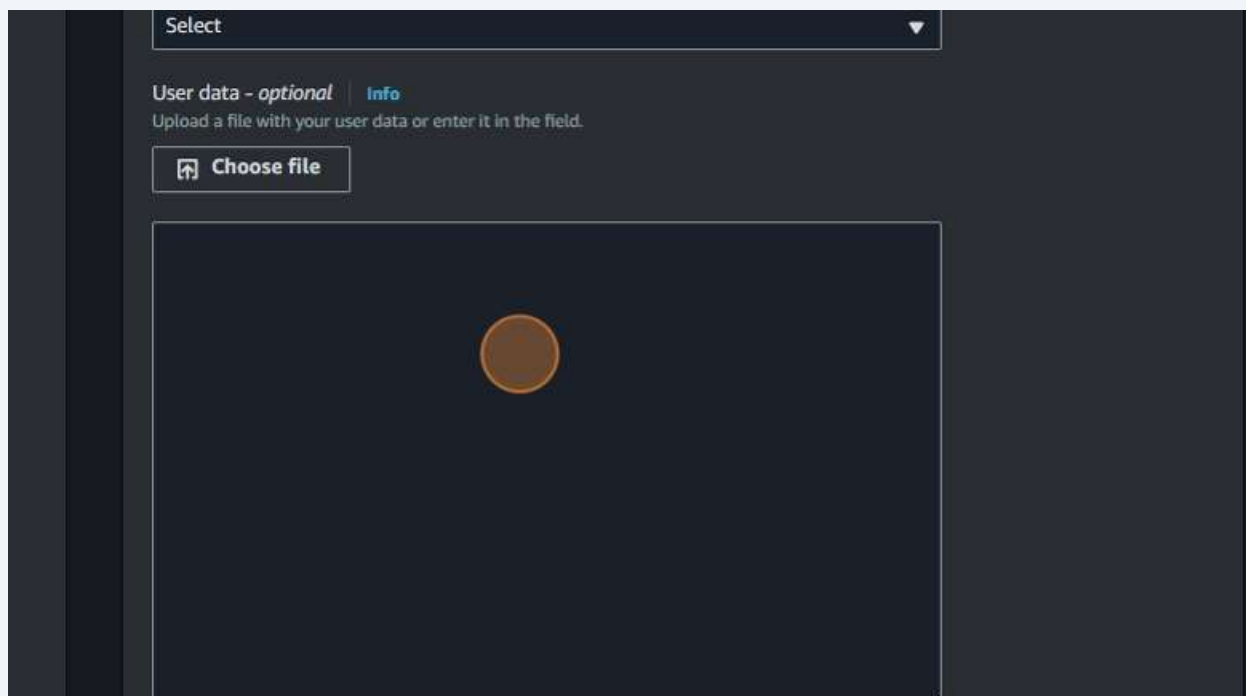 Select
User data - optional Info
Upload a file with your user data or enter it in the field.
Choose file